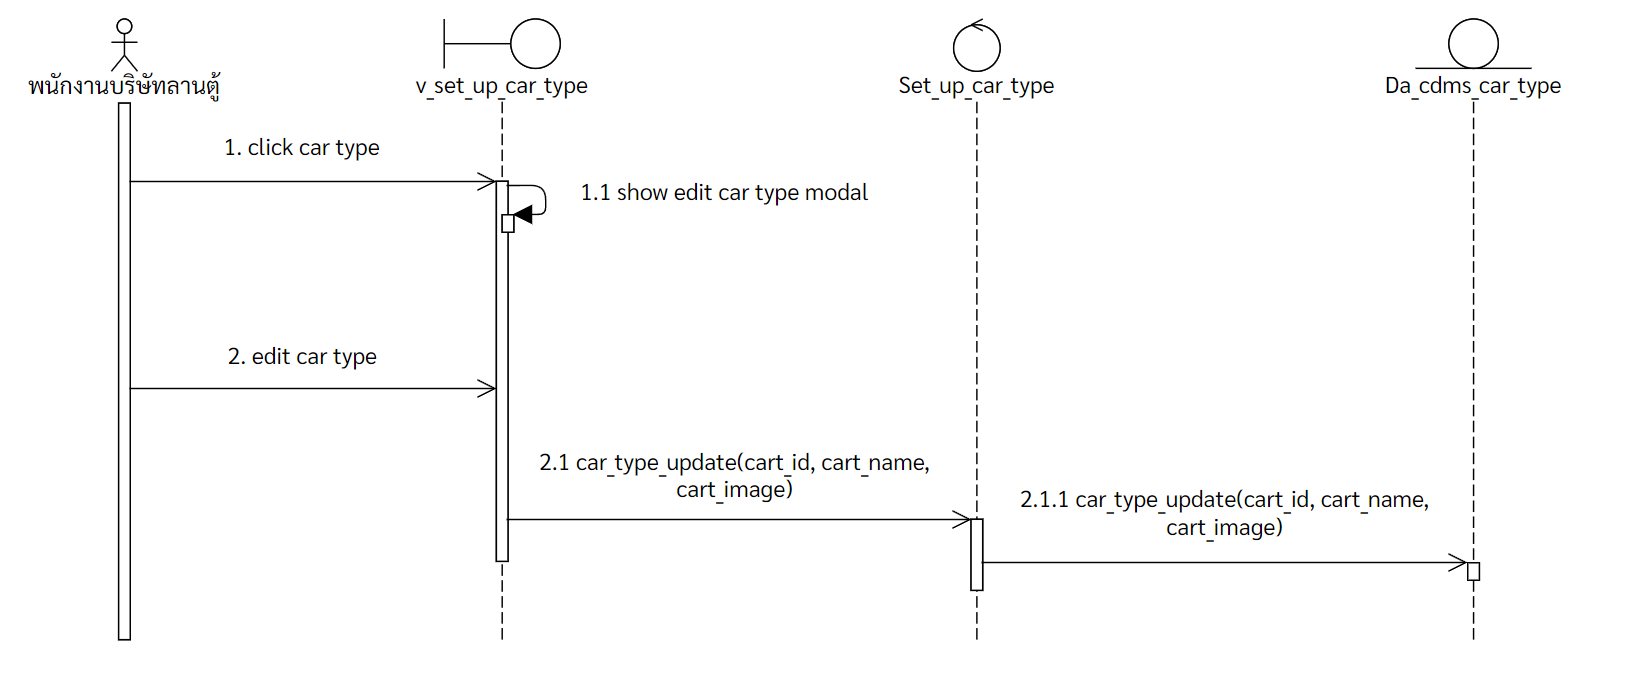 พนักงานบริษัทลานตู้
v_set_up_car_type
Set_up_car_type
Da_cdms_car_type
1. click car type
1.1 show edit car type modal
2. edit car type
2.1 car_type_update(cart_id, cart_name,
cart_image)
2.1.1 car_type_update(cart_id, cart_name,
cart_image)